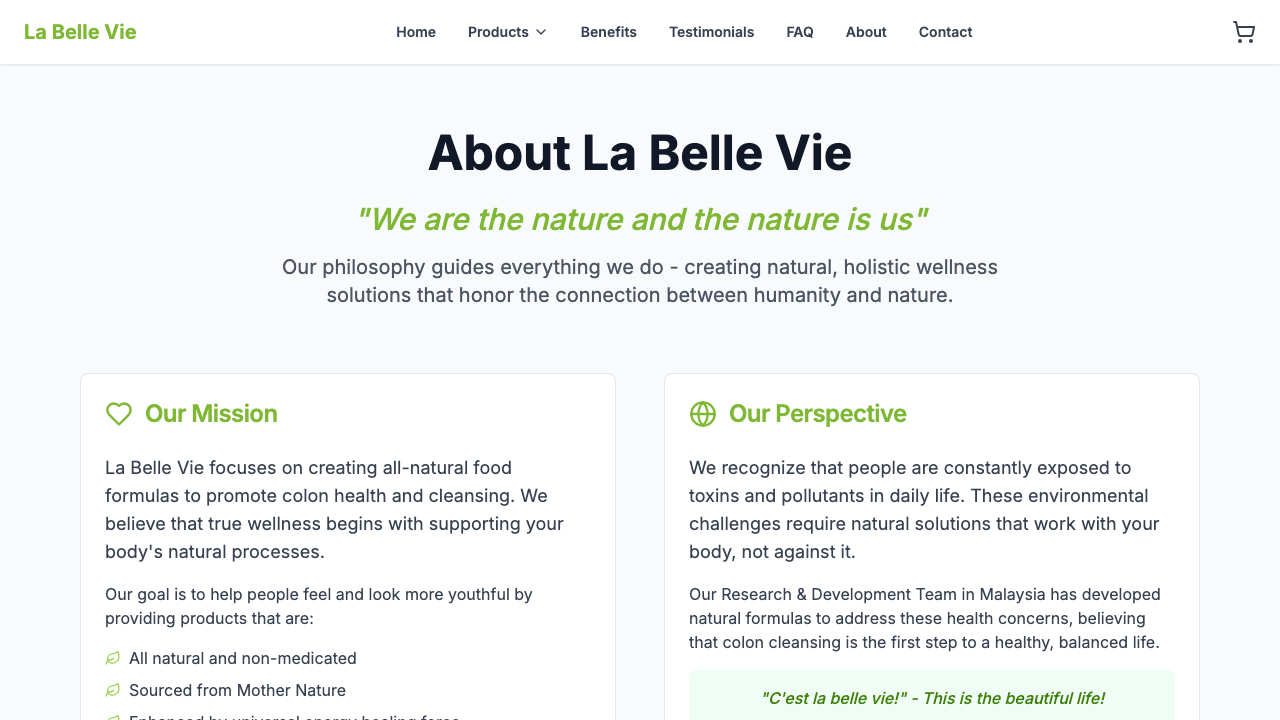 La Belle Vie
Home
Products
Benefits
Testimonials
FAQ
About
Contact
About La Belle Vie
"We are the nature and the nature is us"
Our philosophy guides everything we do - creating natural, holistic wellness
solutions that honor the connection between humanity and nature.
Our Mission
La Belle Vie focuses on creating all-natural food
formulas to promote colon health and cleansing. We
believe that true wellness begins with supporting your
body's natural processes.
Our goal is to help people feel and look more youthful by
providing products that are:
All natural and non-medicated
Sourced from Mother Nature
Enhanced by universal energy healing force
Our Perspective
We recognize that people are constantly exposed to
toxins and pollutants in daily life. These environmental
challenges require natural solutions that work with your
body, not against it.
Our Research & Development Team in Malaysia has developed
natural formulas to address these health concerns, believing
that colon cleansing is the first step to a healthy, balanced life.
"C'est la belle vie!" - This is the beautiful life!